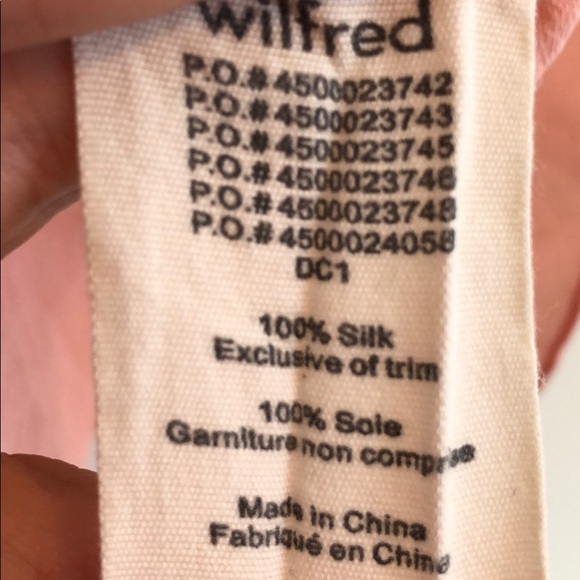 wilfred
P.O.#4500023742
P.O.#4500023743
P.O.#4500023745
P.O.#4500023746
P.O.#4500023748
P.O.#4500024058
DC1
100% Silk
Exclusive of trim
100% Soie
Garniture non comprise
Made in China
Fabriqué en Chine